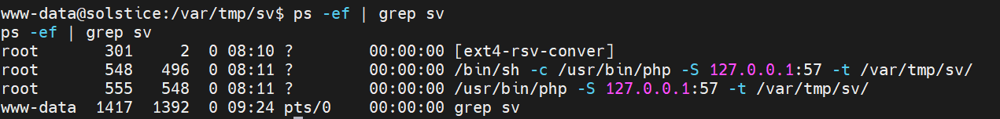 www-data@solstice:/var/tmp/sv$ ps -ef | grep sv
ps -ef | grep sv
root 301 2 0 08:10 ? 00:00:00 [ext4-rsv-conver]
root 548 496 0 08:11 ? 00:00:00 /bin/sh -c /usr/bin/php -S 127.0.0.1:57 -t /var/tmp/sv/
root 555 548 0 08:11 ? 00:00:00 /usr/bin/php -S 127.0.0.1:57 -t /var/tmp/sv/
www-data 1417 1392 0 09:24 pts/0 00:00:00 grep sv